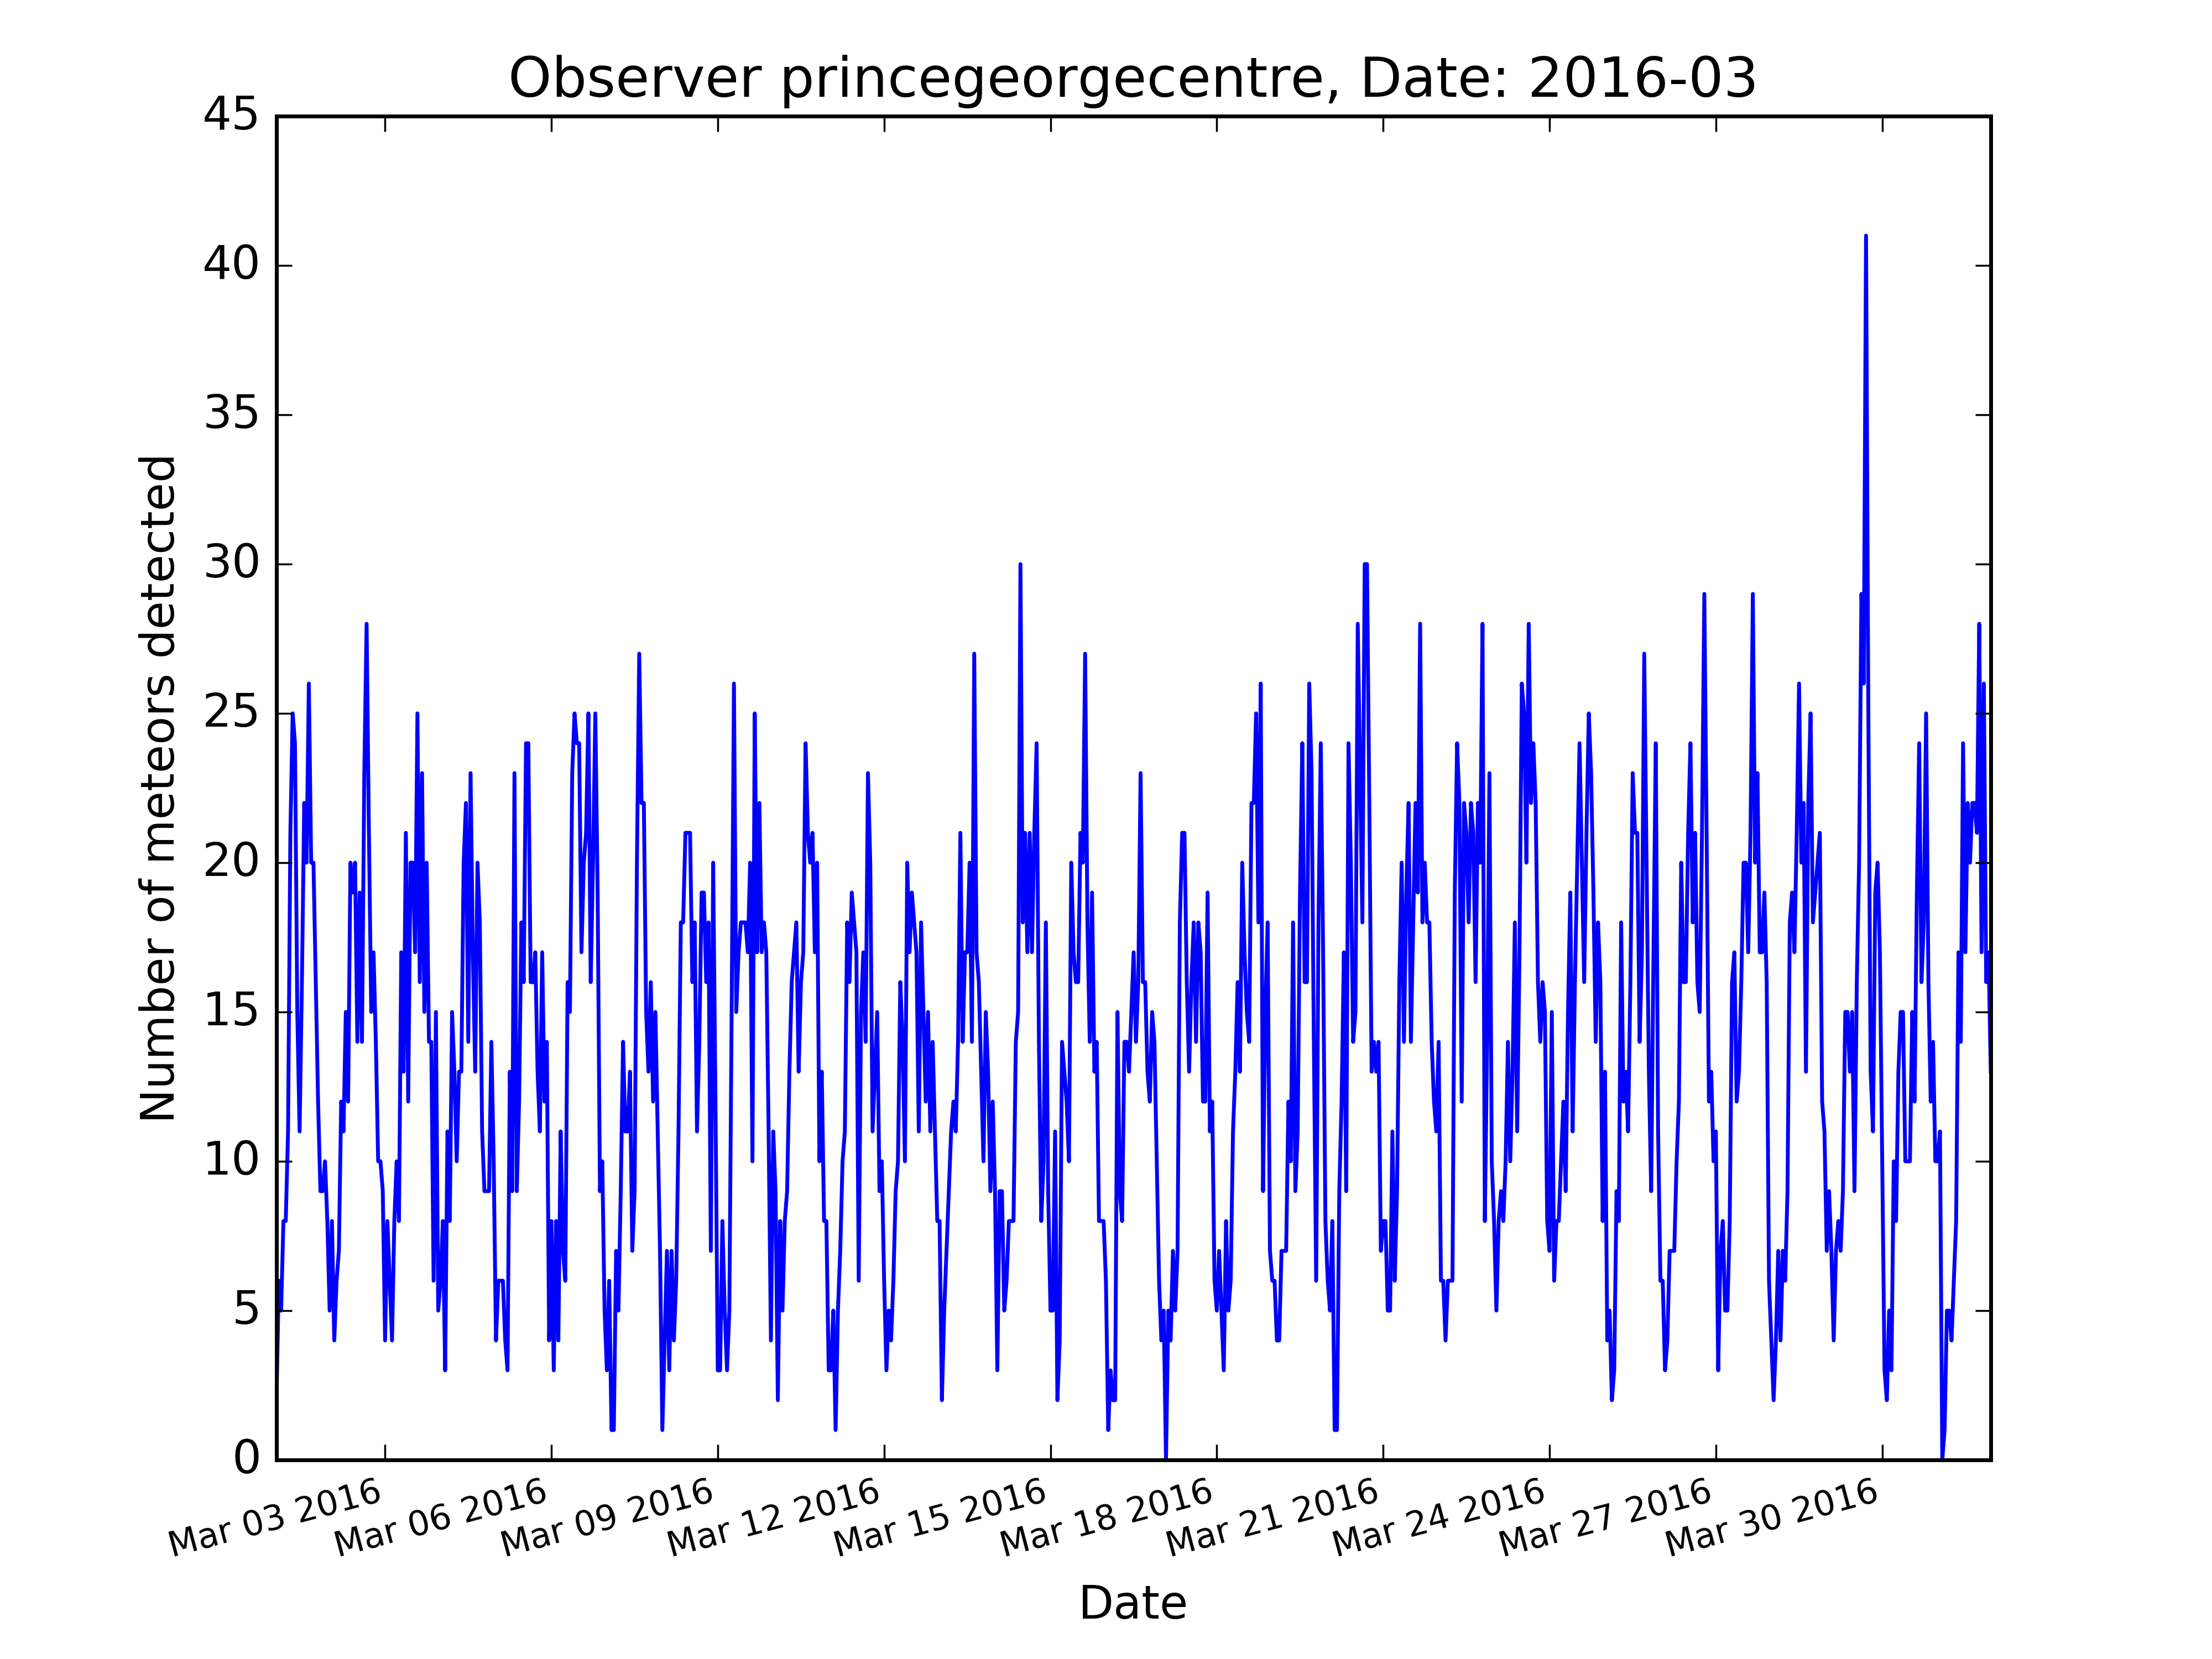 Observer princegeorgecentre, Date: 2016-03
45
40
35
30
25
20
15
10
5
0
Number of meteors detected
Mar 03 2016
Mar 06 2016
Mar 09 2016
Mar 12 2016
Mar 15 2016
Mar 18 2016
Mar 21 2016
Mar 24 2016
Mar 27 2016
Mar 30 2016
Date